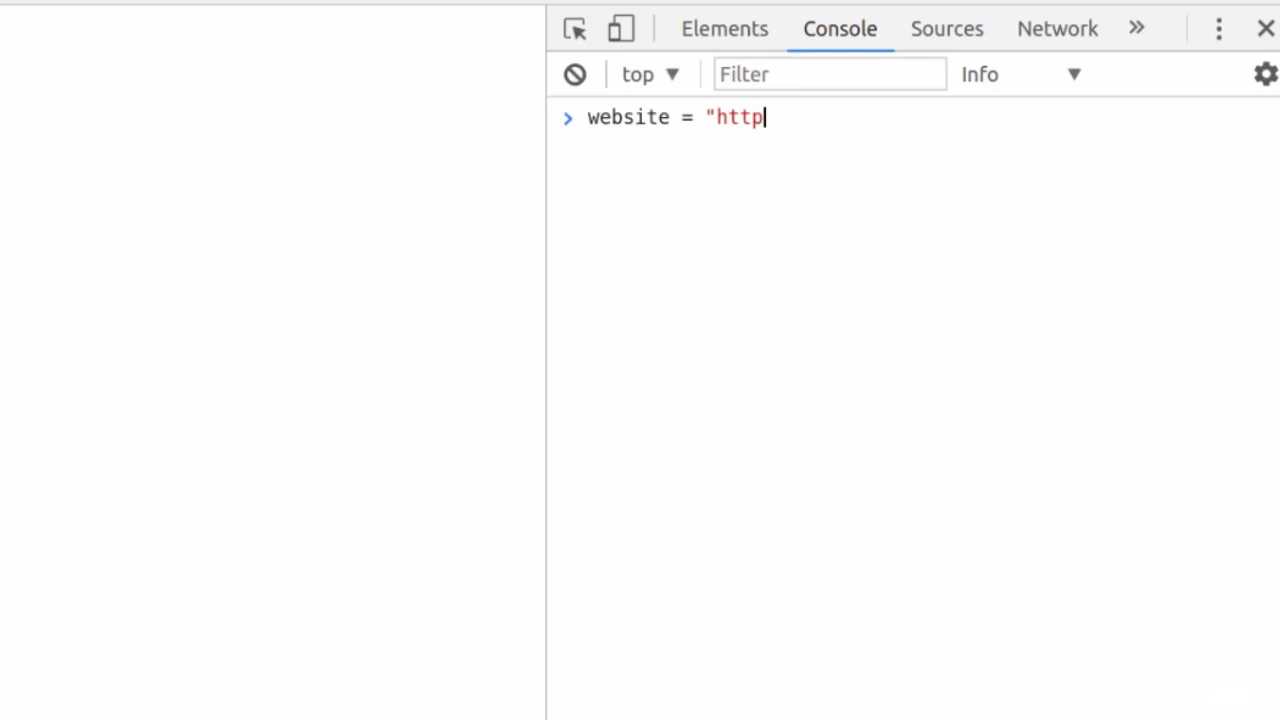 Elements Console Sources Network »
top ▼ Filter Info ▼
> website = "http